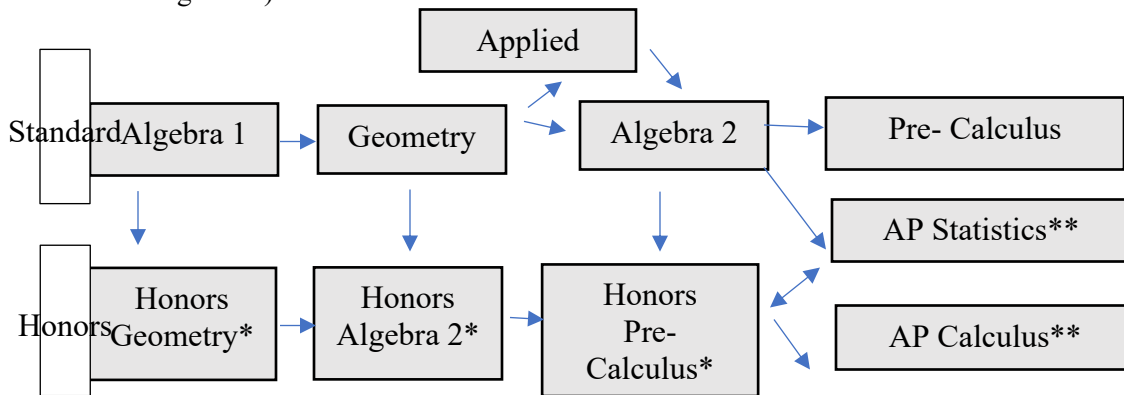 Applied
Standard
Algebra 1
Geometry
Algebra 2
Pre- Calculus
AP Statistics**
Honors
Honors
Geometry*
Honors
Algebra 2*
Honors
Pre-
Calculus*
AP Calculus**